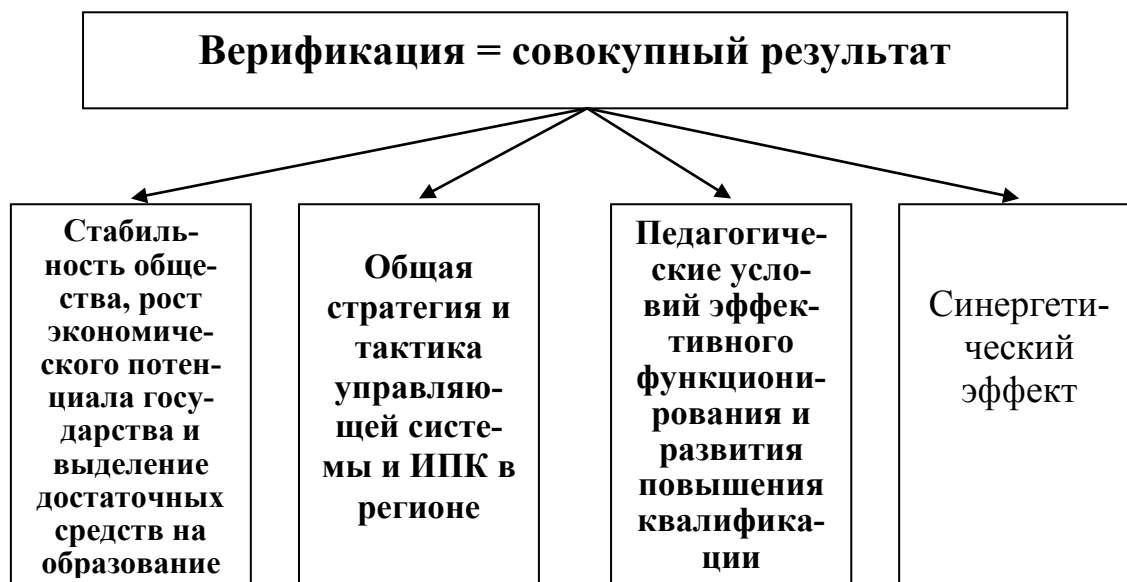 Верификация = совокупный результат
Стабиль-
ность обще-
ства, рост
экономиче-
ского потен-
циала госу-
дарства и
выделение
достаточных
средств на
образование
Общая
стратегия и
тактика
управляю-
щей систе-
мы и ИПК в
регионе
Педагогиче-
ские усло-
вий эффек-
тивного
функциони-
рования и
развития
повышения
квалифика-
ции
Синергети-
ческий
эффект